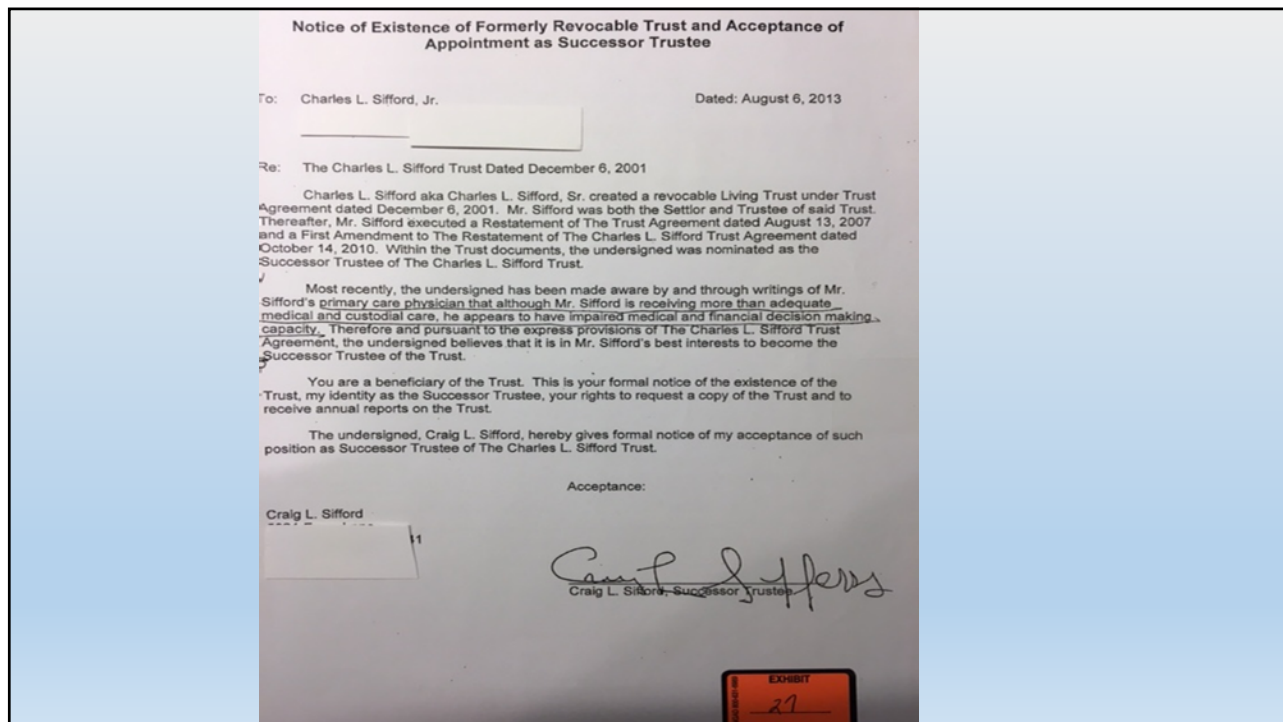 Notice of Existence of Formerly Revocable Trust and Acceptance of
Appointment as Successor Trustee
To: Charles L. Sifford, Jr. Dated: August 6, 2013
Re: The Charles L. Sifford Trust Dated December 6, 2001
Charles L. Sifford aka Charles L. Sifford, Sr. created a revocable Living Trust under Trust
Agreement dated December 6, 2001. Mr. Sifford was both the Settlor and Trustee of said Trust.
Thereafter, Mr. Sifford executed a Restatement of The Trust Agreement dated August 13, 2007
and a First Amendment to The Restatement of The Charles L. Sifford Trust Agreement dated
October 14, 2010. Within the Trust documents, the undersigned was nominated as the
Successor Trustee of The Charles L. Sifford Trust.
Most recently, the undersigned has been made aware by and through writings of Mr.
Sifford's primary care physician that although Mr. Sifford is receiving more than adequate
medical and custodial care, he appears to have impaired medical and financial decision making
capacity. Therefore and pursuant to the express provisions of The Charles L. Sifford Trust
Agreement, the undersigned believes that it is in Mr. Sifford's best interests to become the
Successor Trustee of the Trust.
You are a beneficiary of the Trust. This is your formal notice of the existence of the
Trust, my identity as the Successor Trustee, your rights to request a copy of the Trust and to
receive annual reports on the Trust.
The undersigned, Craig L. Sifford, hereby gives formal notice of my acceptance of such
position as Successor Trustee of The Charles L. Sifford Trust.
Acceptance:
Craig L. Sifford
Craig L. Sifford, Successor Trustee
EXHIBIT
27